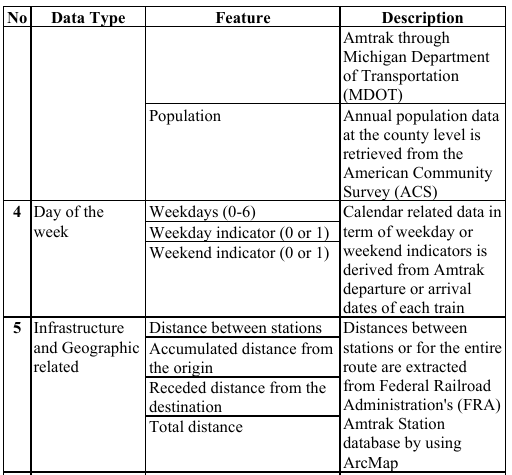 No Data Type Feature Description
Amtrak through
Michigan Department
of Transportation
(MDOT)
Population
Annual population data
at the county level is
retrieved from the
American Community
Survey (ACS)
4 Day of the
week
Weekdays (0-6)
Weekday indicator (0 or 1)
Weekend indicator (0 or 1)
Calendar related data in
term of weekday or
weekend indicators is
derived from Amtrak
departure or arrival
dates of each train
5 Infrastructure
and Geographic
related
Distance between stations
Accumulated distance from
the origin
Receded distance from the
destination
Total distance
Distances between
stations or for the entire
route are extracted
from Federal Railroad
Administration's (FRA)
Amtrak Station
database by using
ArcMap